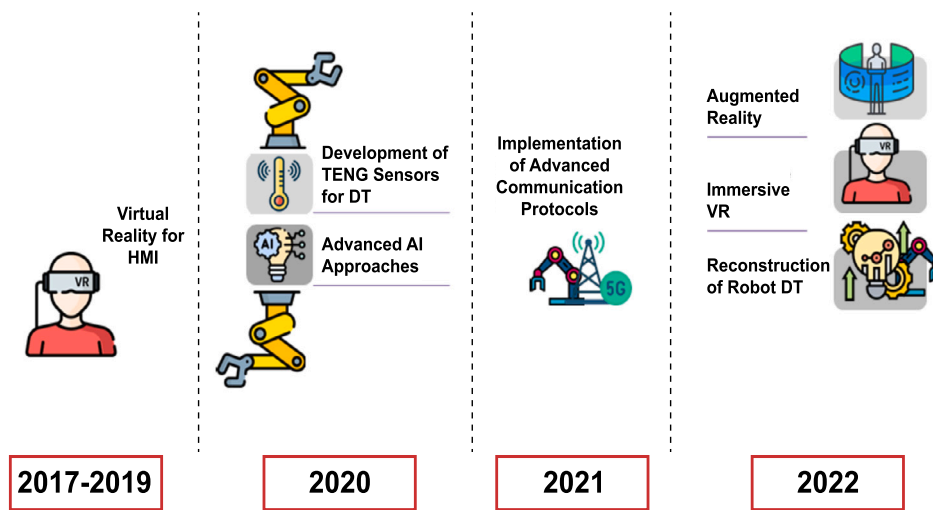 Virtual
Reality for
HMI
VR
2017-2019
Development of
TENG Sensors
for DT
AI
Advanced AI
Approaches
2020
Implementation
of Advanced
Communication
Protocols
5G
2021
Augmented
Reality
VR
Immersive
VR
Reconstruction
of Robot DT
2022